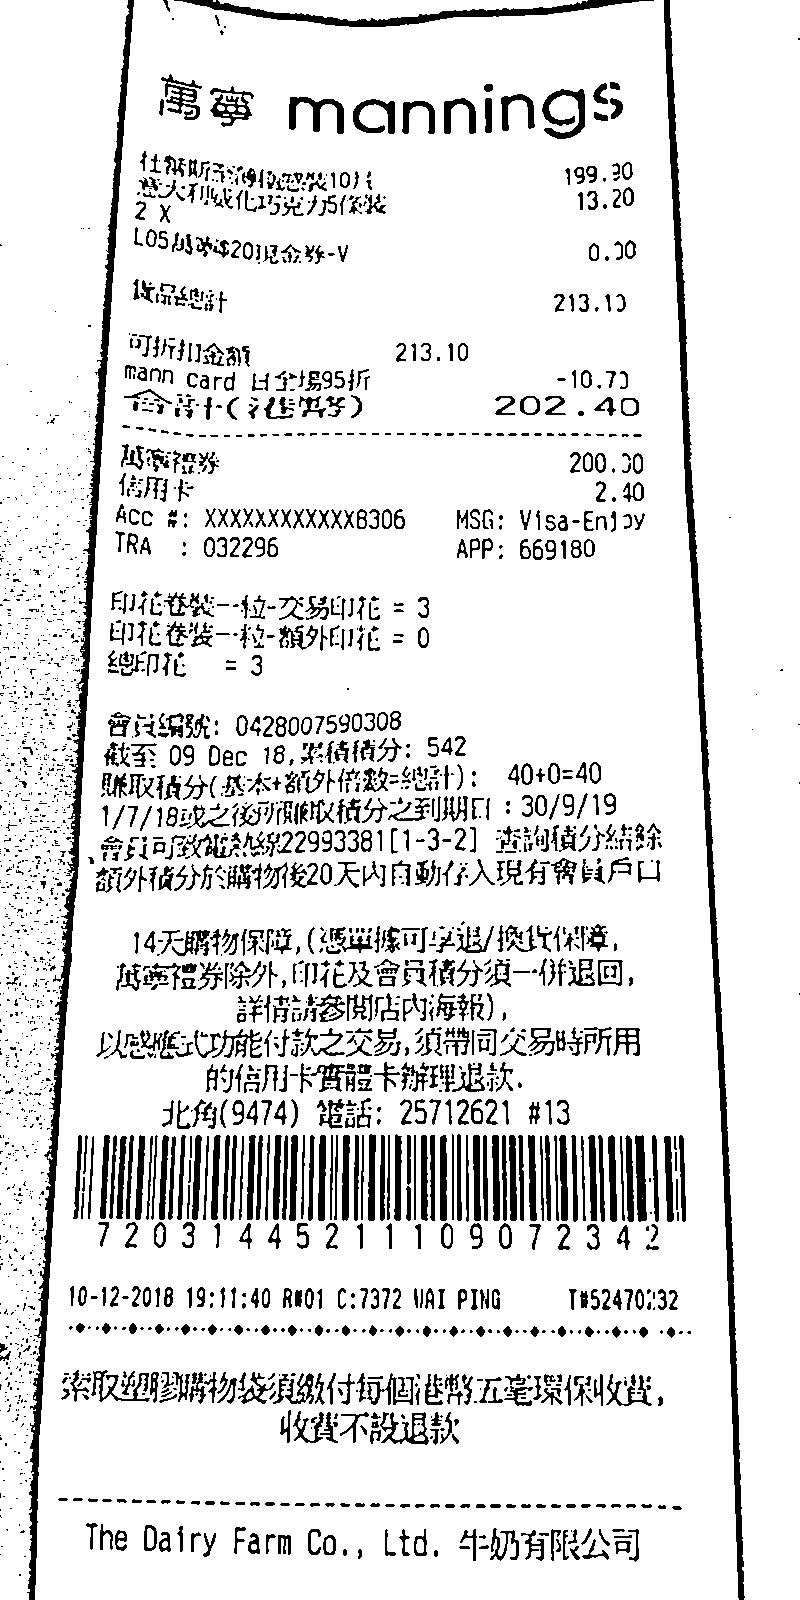 萬寧 mannings
199.90
意大利威化巧克力5條裝 13.20
2 X
L05萬寧$20現金券-V 0.00
貨品總計 213.10
可折扣金額 213.10
mann card 日全場95折 -10.70
合計 202.40
萬寧禮券 200.00
信用卡 2.40
Acc #: XXXXXXXXXXXX8306 MSG: Visa-Enjoy
TRA : 032296 APP: 669180
印花卷裝一粒-交易印花 = 3
印花卷裝一粒-額外印花 = 0
總印花 = 3
會員編號: 0428007590308
截至 09 Dec 18,累積積分: 542
賺取積分(基本+額外倍數=總計): 40+0=40
1/7/18或之後所賺取積分之到期日 : 30/9/19
會員可致電熱線22993381[1-3-2] 查詢積分結餘
額外積分於購物後20天內自動存入現有會員戶口
14天購物保障,(憑單據可享退/換貨保障,
萬寧禮券除外,印花及會員積分須一併退回,
詳情請參閱店內海報),
以感應式功能付款之交易,須帶同交易時所用
的信用卡實體卡辦理退款.
北角(9474) 電話: 25712621 #13
72031445211109072342
10-12-2018 19:11:40 R#01 C:7372 WAI PING T#52470232
索取塑膠購物袋須繳付每個港幣五毫環保收費,
收費不設退款
The Dairy Farm Co., Ltd. 牛奶有限公司